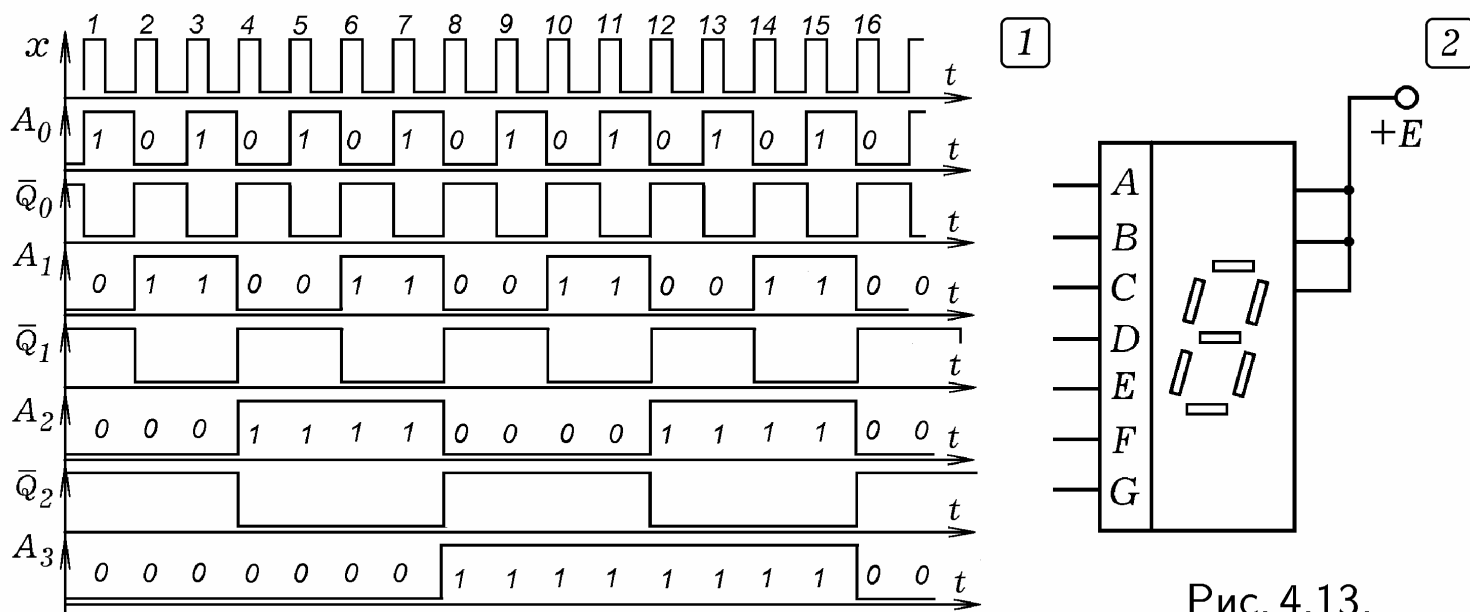 1 2 3 4 5 6 7 8 9 10 11 12 13 14 15 16
x t
A0 1 0 1 0 1 0 1 0 1 0 1 0 1 0 1 0 t
Q̅0 t
A1 0 1 1 0 0 1 1 0 0 1 1 0 0 1 1 0 0 t
Q̅1 t
A2 0 0 0 1 1 1 1 0 0 0 0 1 1 1 1 0 0 t
Q̅2 t
A3 0 0 0 0 0 0 0 1 1 1 1 1 1 1 1 0 0 t
1
2
+E
A
B
C
D
E
F
G
Рис. 4.13.